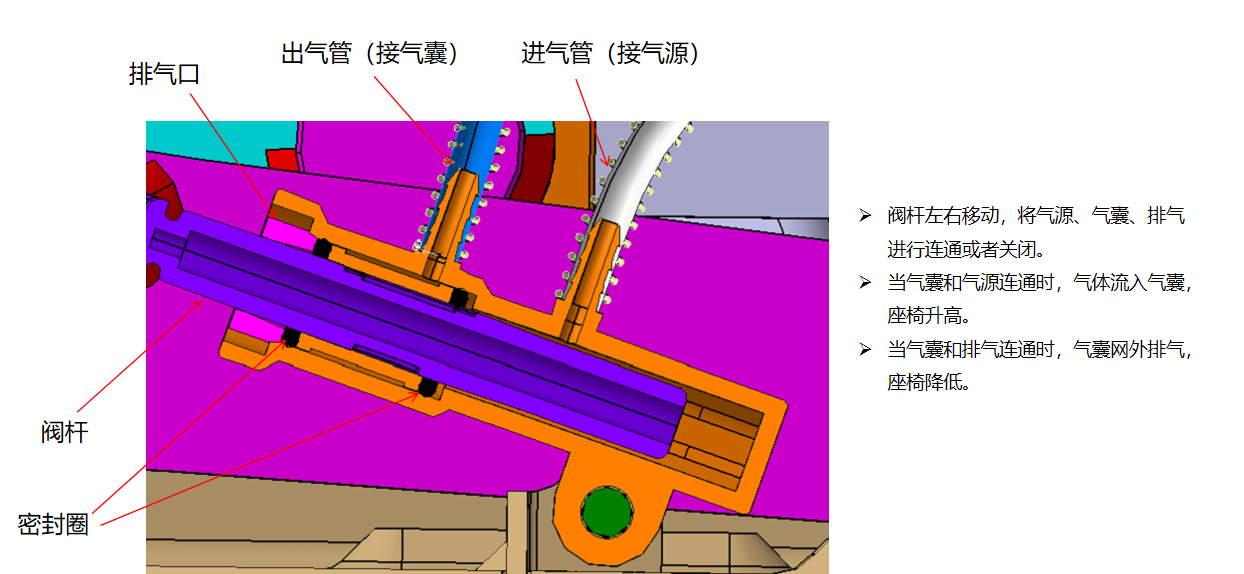 出气管（接气囊）
进气管（接气源）
排气口
阀杆
密封圈
阀杆左右移动，将气源、气囊、排气
进行连通或者关闭。
当气囊和气源连通时，气体流入气囊，
座椅升高。
当气囊和排气连通时，气囊网外排气，
座椅降低。